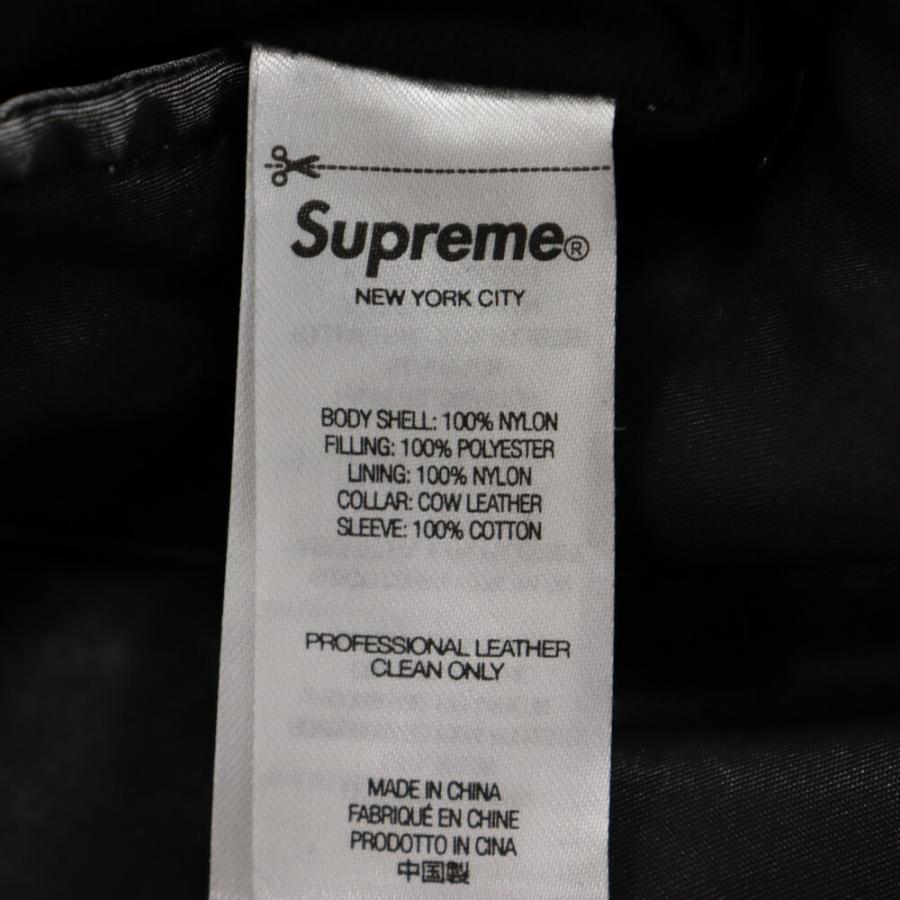 Supreme®
NEW YORK CITY
BODY SHELL: 100% NYLON
FILLING: 100% POLYESTER
LINING: 100% NYLON
COLLAR: COW LEATHER
SLEEVE: 100% COTTON
PROFESSIONAL LEATHER
CLEAN ONLY
MADE IN CHINA
FABRIQUÉ EN CHINE
PRODOTTO IN CINA
中国製